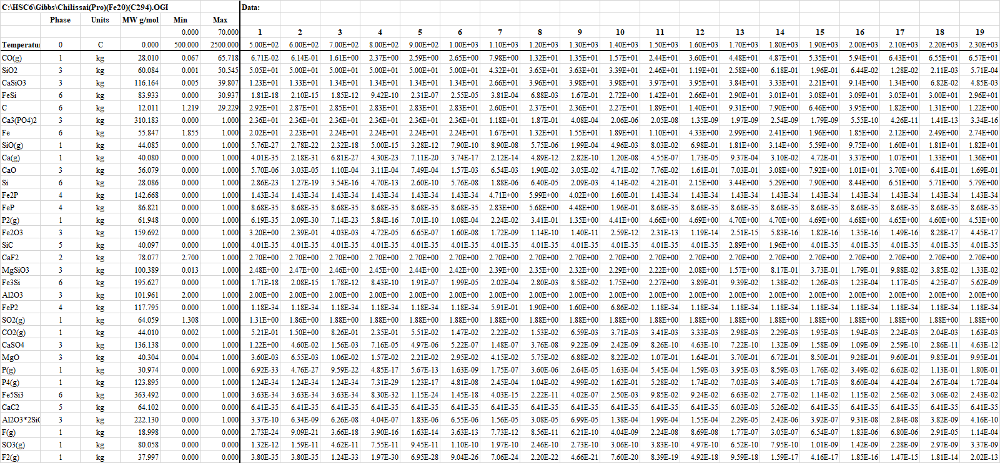 C:\HSC6\Gibbs\Chilissai(Pro)(Fe20)(C294).OGI Data:
Phase Units MW g/mol Min Max
0.000 70.000 1 2 3 4 5 6 7 8 9 10 11 12 13 14 15 16 17 18 19
Temperatu 0 C 0.000 500.000 2500.000 5.00E+02 6.00E+02 7.00E+02 8.00E+02 9.00E+02 1.00E+03 1.10E+03 1.20E+03 1.30E+03 1.40E+03 1.50E+03 1.60E+03 1.70E+03 1.80E+03 1.90E+03 2.00E+03 2.10E+03 2.20E+03 2.30E+03
CO(g) 1 kg 28.010 0.067 65.718 6.71E-02 6.14E-01 1.61E+00 2.37E+00 2.59E+00 2.65E+00 7.98E+00 1.32E+01 1.35E+01 1.57E+01 2.44E+01 3.60E+01 4.48E+01 4.87E+01 5.35E+01 5.94E+01 6.43E+01 6.55E+01 6.57E+01
SiO2 3 kg 60.084 0.001 50.545 5.05E+01 5.00E+01 5.00E+01 5.00E+01 5.00E+01 5.00E+01 4.32E+01 3.65E+01 3.63E+01 3.39E+01 2.46E+01 1.19E+01 2.58E+00 6.18E-01 1.96E-01 6.44E-02 1.28E-02 2.11E-03 5.71E-04
CaSiO3 3 kg 116.164 0.005 39.807 1.23E+01 1.33E+01 1.34E+01 1.34E+01 1.34E+01 1.34E+01 2.66E+01 3.96E+01 3.98E+01 3.98E+01 3.97E+01 3.95E+01 3.84E+01 3.33E+01 2.21E+01 9.14E+00 1.34E+00 6.82E-02 4.85E-03
FeSi 6 kg 83.933 0.000 30.937 1.81E-18 2.10E-15 1.85E-12 9.42E-10 2.31E-07 2.55E-05 3.81E-04 6.88E-03 1.67E-01 2.72E+00 1.42E+01 2.66E+01 2.90E+01 3.01E+01 3.08E+01 3.09E+01 3.05E+01 3.00E+01 2.96E+01
C 6 kg 12.011 1.219 29.229 2.92E+01 2.87E+01 2.85E+01 2.83E+01 2.83E+01 2.83E+01 2.60E+01 2.37E+01 2.36E+01 2.27E+01 1.89E+01 1.40E+01 9.31E+00 7.90E+00 6.46E+00 3.95E+00 1.82E+00 1.31E+00 1.22E+00
Ca3(PO4)2 3 kg 310.183 0.000 1.000 2.36E+01 2.36E+01 2.36E+01 2.36E+01 2.36E+01 2.36E+01 1.18E+01 1.87E-01 4.08E-04 2.06E-06 2.05E-08 1.35E-09 1.97E-09 2.54E-09 1.79E-09 5.55E-10 4.26E-11 1.41E-13 3.34E-16
Fe 6 kg 55.847 1.855 1.000 2.02E+01 2.23E+01 2.24E+01 2.24E+01 2.24E+01 2.24E+01 1.67E+01 1.32E+01 1.55E+01 1.89E+01 1.10E+01 4.33E+00 2.99E+00 2.41E+00 1.96E+00 1.85E+00 2.12E+00 2.49E+00 2.74E+00
SiO(g) 1 kg 44.085 0.000 1.000 5.76E-27 2.78E-22 2.32E-18 5.00E-15 3.28E-12 7.90E-10 8.90E-08 5.75E-06 1.99E-04 4.96E-03 8.03E-02 6.98E-01 1.81E+00 3.14E+00 5.59E+00 9.75E+00 1.60E+01 1.81E+01 1.82E+01
Ca(g) 1 kg 40.080 0.000 1.000 4.01E-35 2.18E-31 6.81E-27 4.30E-23 7.11E-20 3.74E-17 2.12E-14 4.89E-12 2.82E-10 1.20E-08 4.55E-07 1.73E-05 9.37E-04 3.10E-02 4.72E-01 3.37E+00 1.07E+01 1.33E+01 1.36E+01
CaO 3 kg 56.079 0.000 1.000 5.70E-06 3.03E-05 1.10E-04 3.11E-04 7.49E-04 1.57E-03 6.54E-03 1.90E-02 3.05E-02 4.71E-02 7.76E-02 1.61E-01 7.03E-01 3.08E+00 7.92E+00 1.01E+01 3.70E+00 6.41E-01 1.69E-01
Si 6 kg 28.086 0.000 1.000 2.86E-23 1.27E-19 3.54E-16 4.70E-13 2.60E-10 5.76E-08 1.88E-06 6.40E-05 2.09E-03 4.14E-02 4.21E-01 2.15E+00 3.44E+00 5.29E+00 7.90E+00 8.44E+00 6.51E+00 5.71E+00 5.79E+00
Fe2P 4 kg 142.668 0.000 1.000 1.43E-34 1.43E-34 1.43E-34 1.43E-34 1.43E-34 1.43E-34 4.71E+00 5.99E+00 4.02E+00 1.60E-01 1.43E-34 1.43E-34 1.43E-34 1.43E-34 1.43E-34 1.43E-34 1.43E-34 1.43E-34 1.43E-34
FeP 4 kg 86.821 0.000 1.000 8.68E-35 8.68E-35 8.68E-35 8.68E-35 8.68E-35 8.68E-35 2.83E+00 5.68E+00 4.48E+00 1.96E-01 8.68E-35 8.68E-35 8.68E-35 8.68E-35 8.68E-35 8.68E-35 8.68E-35 8.68E-35 8.68E-35
P2(g) 1 kg 61.948 0.000 1.000 6.19E-35 2.09E-30 7.14E-23 5.84E-16 7.01E-10 1.08E-04 2.24E-02 3.41E-01 1.35E+00 4.41E+00 4.66E+00 4.69E+00 4.70E+00 4.70E+00 4.69E+00 4.68E+00 4.65E+00 4.60E+00 4.53E+00
Fe2O3 3 kg 159.692 0.000 1.000 3.20E+00 2.39E-01 4.03E-03 4.72E-05 6.65E-07 1.60E-08 1.72E-09 1.14E-10 1.40E-11 2.59E-12 2.31E-13 1.19E-14 2.51E-15 5.83E-16 1.82E-16 1.35E-16 1.49E-16 8.28E-17 4.45E-17
SiC 5 kg 40.097 0.000 1.000 4.01E-35 4.01E-35 4.01E-35 4.01E-35 4.01E-35 4.01E-35 4.01E-35 4.01E-35 4.01E-35 4.01E-35 4.01E-35 4.01E-35 2.89E+00 1.96E+00 4.01E-35 4.01E-35 4.01E-35 4.01E-35 4.01E-35
CaF2 2 kg 78.077 2.700 1.000 2.70E+00 2.70E+00 2.70E+00 2.70E+00 2.70E+00 2.70E+00 2.70E+00 2.70E+00 2.70E+00 2.70E+00 2.70E+00 2.70E+00 2.70E+00 2.70E+00 2.70E+00 2.70E+00 2.70E+00 2.70E+00 2.70E+00
MgSiO3 3 kg 100.389 0.013 1.000 2.48E+00 2.47E+00 2.46E+00 2.45E+00 2.44E+00 2.42E+00 2.39E+00 2.35E+00 2.32E+00 2.29E+00 2.22E+00 2.08E+00 1.57E+00 8.17E-01 3.73E-01 1.79E-01 9.88E-02 3.85E-02 1.33E-02
Fe3Si 6 kg 195.627 0.000 1.000 1.71E-18 2.08E-15 1.78E-12 8.43E-10 1.91E-07 1.99E-05 2.02E-04 2.80E-03 8.58E-02 1.75E+00 2.27E+00 3.89E-01 9.39E-02 1.38E-02 1.26E-03 1.23E-04 1.17E-05 4.25E-07 5.62E-09
Al2O3 3 kg 101.961 2.000 1.000 2.00E+00 2.00E+00 2.00E+00 2.00E+00 2.00E+00 2.00E+00 2.00E+00 2.00E+00 2.00E+00 2.00E+00 2.00E+00 2.00E+00 2.00E+00 2.00E+00 2.00E+00 2.00E+00 2.00E+00 2.00E+00 2.00E+00
FeP2 4 kg 117.795 0.000 1.000 1.18E-34 1.18E-34 1.18E-34 1.18E-34 1.18E-34 1.18E-34 5.91E-01 1.90E+00 1.60E+00 6.86E-02 1.18E-34 1.18E-34 1.18E-34 1.18E-34 1.18E-34 1.18E-34 1.18E-34 1.18E-34 1.18E-34
SO2(g) 1 kg 64.059 1.308 1.000 1.31E+00 1.86E+00 1.88E+00 1.88E+00 1.88E+00 1.88E+00 1.88E+00 1.88E+00 1.88E+00 1.88E+00 1.88E+00 1.88E+00 1.88E+00 1.88E+00 1.88E+00 1.88E+00 1.88E+00 1.88E+00 1.88E+00
CO2(g) 1 kg 44.010 0.002 1.000 5.21E-01 1.50E+00 8.26E-01 2.35E-01 5.51E-02 1.47E-02 2.22E-02 1.53E-02 6.59E-03 3.71E-03 3.41E-03 3.33E-03 2.98E-03 2.29E-03 1.95E-03 1.94E-03 2.24E-03 2.04E-03 1.63E-03
CaSO4 3 kg 136.138 0.000 1.000 1.22E+00 4.60E-02 1.56E-03 7.16E-05 4.97E-06 5.22E-07 1.48E-07 3.76E-08 9.22E-09 2.42E-09 8.26E-10 4.63E-10 7.22E-10 1.32E-09 1.58E-09 1.09E-09 2.59E-10 2.86E-11 4.63E-12
MgO 3 kg 40.304 0.004 1.000 3.60E-03 6.55E-03 1.06E-02 1.57E-02 2.21E-02 2.95E-02 4.15E-02 5.75E-02 6.88E-02 8.22E-02 1.07E-01 1.64E-01 3.70E-01 6.72E-01 8.50E-01 9.28E-01 9.60E-01 9.85E-01 9.95E-01
P(g) 1 kg 30.974 0.000 1.000 6.92E-33 4.76E-27 9.59E-22 4.85E-17 5.67E-13 1.63E-09 1.75E-07 3.60E-06 2.64E-05 1.63E-04 5.45E-04 1.59E-03 3.95E-03 8.59E-03 1.76E-02 3.49E-02 6.62E-02 1.13E-01 1.80E-01
P4(g) 1 kg 123.895 0.000 1.000 1.24E-34 1.24E-34 1.24E-34 7.31E-29 1.23E-17 4.81E-08 2.45E-04 1.04E-02 4.99E-02 1.62E-01 5.28E-02 1.74E-02 7.03E-03 3.40E-03 1.71E-03 8.60E-04 4.42E-04 2.67E-04 1.72E-04
Fe5Si3 6 kg 363.492 0.000 1.000 3.63E-34 3.63E-34 3.63E-34 8.30E-32 1.15E-24 1.45E-18 4.03E-15 2.22E-11 4.02E-07 2.50E-03 9.85E-02 9.24E-02 6.63E-02 2.77E-02 1.14E-02 1.15E-02 2.56E-02 3.06E-02 2.43E-02
CaC2 5 kg 64.102 0.000 0.000 6.41E-35 6.41E-35 6.41E-35 6.41E-35 6.41E-35 6.41E-35 6.41E-35 6.41E-35 6.41E-35 6.41E-35 6.41E-35 6.41E-35 6.03E-03 5.26E-02 6.41E-35 6.41E-35 6.41E-35 6.41E-35 6.41E-35
Al2O3*2Si( 3 kg 222.130 0.000 1.000 3.37E-10 6.34E-09 6.26E-08 4.04E-07 1.83E-06 6.55E-06 1.56E-05 3.08E-05 6.99E-05 1.38E-04 1.99E-04 1.55E-04 2.29E-05 2.42E-06 3.92E-07 9.31E-08 2.84E-08 3.82E-09 4.16E-10
F(g) 1 kg 18.998 0.000 0.000 2.73E-24 9.09E-21 3.66E-18 3.90E-16 1.63E-14 3.63E-13 7.73E-12 8.56E-11 6.21E-10 4.04E-09 2.24E-08 8.69E-08 1.77E-07 3.05E-07 6.54E-07 1.83E-06 6.80E-06 2.91E-05 1.14E-04
SO3(g) 1 kg 80.058 0.000 0.000 1.32E-12 1.59E-11 4.62E-11 7.55E-11 9.45E-11 1.10E-10 1.97E-10 2.46E-10 2.73E-10 3.06E-10 3.83E-10 4.97E-10 6.52E-10 7.95E-10 1.01E-09 1.42E-09 2.28E-09 2.97E-09 3.37E-09
F2(g) 1 kg 37.997 0.000 0.000 3.80E-35 3.80E-35 1.24E-33 1.97E-30 6.95E-28 9.04E-26 7.06E-24 2.20E-22 4.66E-21 7.60E-20 8.39E-19 4.92E-18 9.59E-18 1.59E-17 4.16E-17 1.85E-16 1.47E-15 1.81E-14 2.02E-13